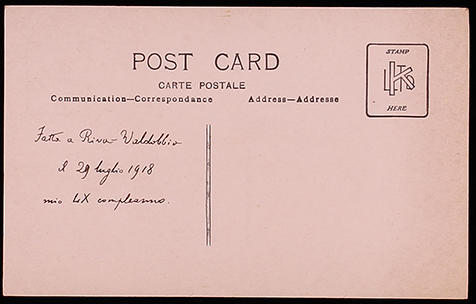 POST CARD
CARTE POSTALE
Communication—Correspondance
Address—Addresse
STAMP
HERE
Fatta a Riva-Valdobbia
il 29 luglio 1918
mio LIX compleanno.